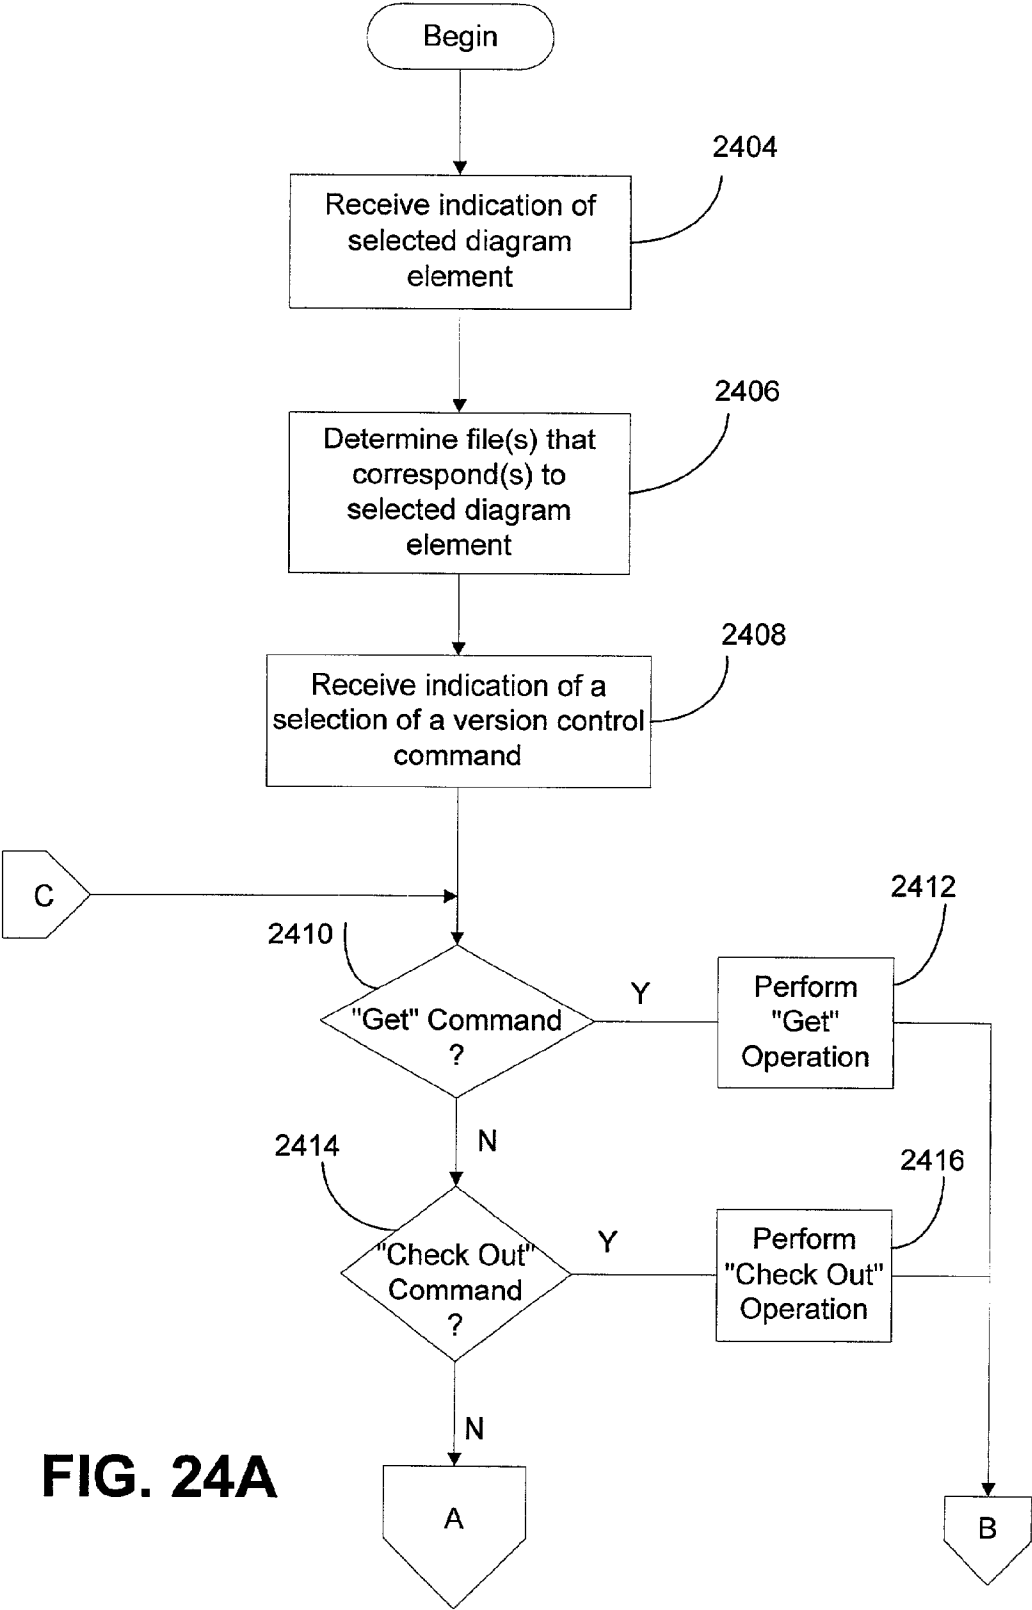 Begin
2404
Receive indication of
selected diagram
element
2406
Determine file(s) that
correspond(s) to
selected diagram
element
2408
Receive indication of a
selection of a version control
command
C
2410
"Get" Command
?
Y
2412
Perform
"Get"
Operation
N
2414
"Check Out"
Command
?
Y
2416
Perform
"Check Out"
Operation
N
FIG. 24A
A
B